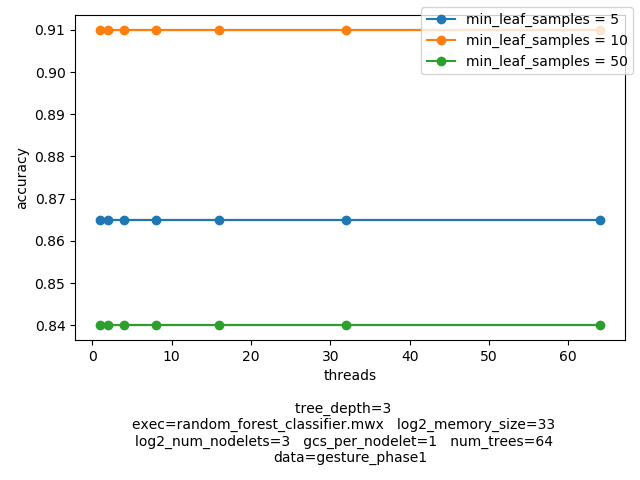 min_leaf_samples = 5
min_leaf_samples = 10
min_leaf_samples = 50
0.91
0.90
0.89
0.88
0.87
0.86
0.85
0.84
accuracy
0 10 20 30 40 50 60
threads
tree_depth=3
exec=random_forest_classifier.mwx log2_memory_size=33
log2_num_nodelets=3 gcs_per_nodelet=1 num_trees=64
data=gesture_phase1